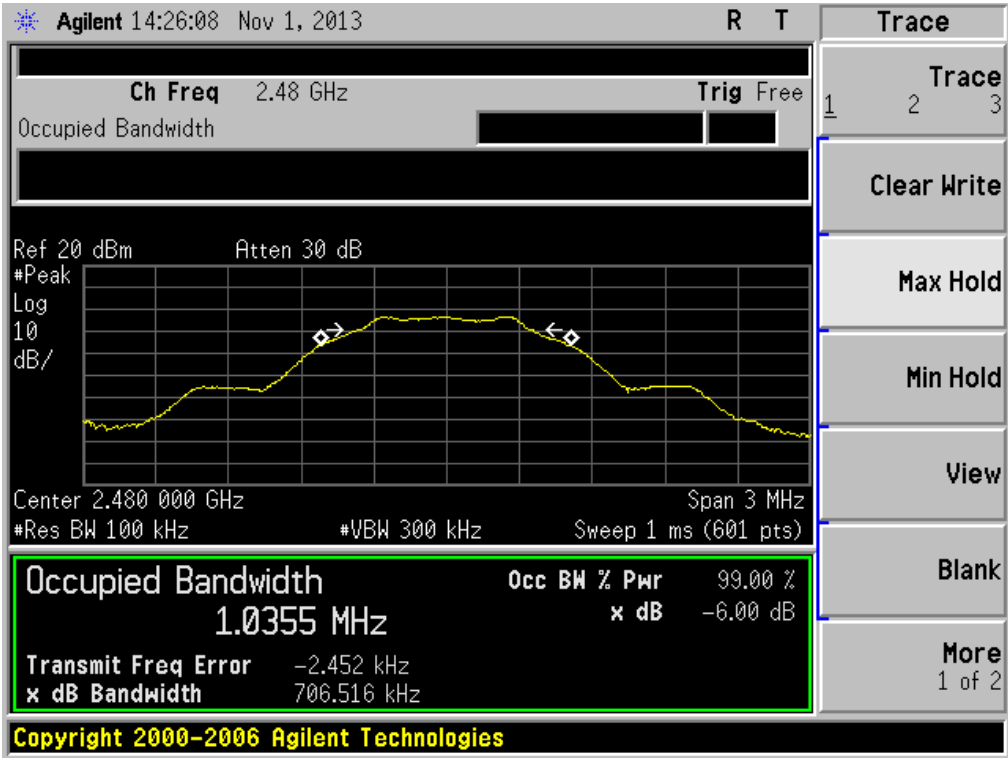 Agilent 14:26:08 Nov 1, 2013 R T
Trace
Ch Freq 2.48 GHz Trig Free
Occupied Bandwidth
Ref 20 dBm Atten 30 dB
#Peak
Log
10
dB/
Center 2.480 000 GHz Span 3 MHz
#Res BW 100 kHz #VBW 300 kHz Sweep 1 ms (601 pts)
Occupied Bandwidth
1.0355 MHz
Occ BW % Pwr 99.00 %
x dB -6.00 dB
Transmit Freq Error -2.452 kHz
x dB Bandwidth 706.516 kHz
Trace
1 2 3
Clear Write
Max Hold
Min Hold
View
Blank
More
1 of 2
Copyright 2000-2006 Agilent Technologies